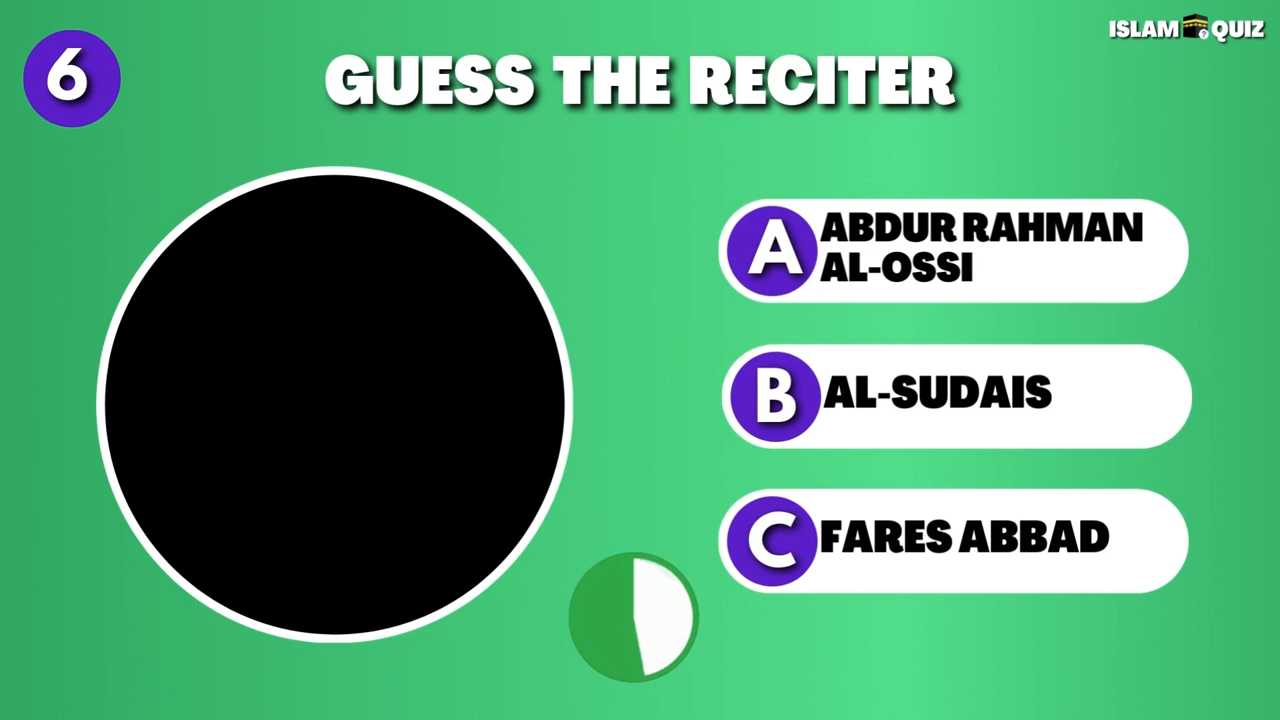 6
GUESS THE RECITER
ISLAM QUIZ
A
ABDUR RAHMAN
AL-OSSI
B
AL-SUDAIS
C
FARES ABBAD